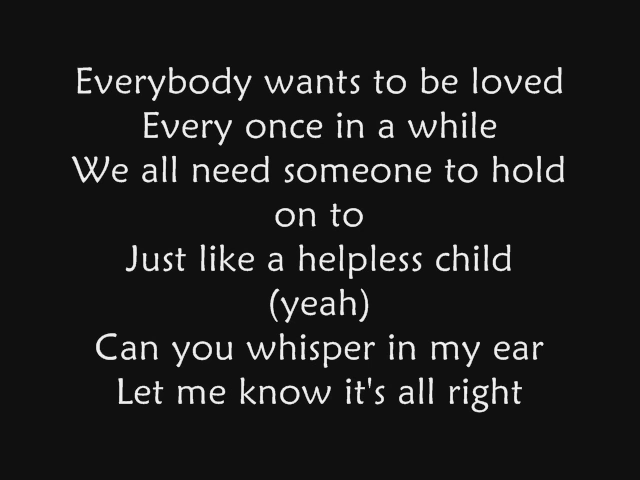 Everybody wants to be loved
Every once in a while
We all need someone to hold
on to
Just like a helpless child
(yeah)
Can you whisper in my ear
Let me know it's all right